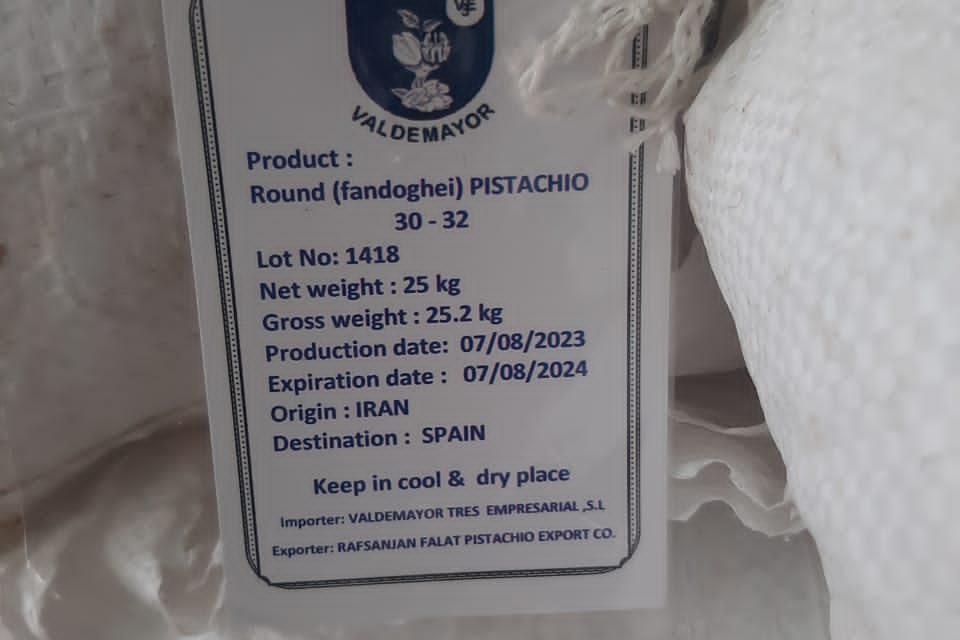 VALDEMAYOR
Product :
Round (fandoghei) PISTACHIO
30 - 32
Lot No: 1418
Net weight : 25 kg
Gross weight : 25.2 kg
Production date: 07/08/2023
Expiration date : 07/08/2024
Origin : IRAN
Destination : SPAIN
Keep in cool & dry place
Importer: VALDEMAYOR TRES EMPRESARIAL ,S.L
Exporter: RAFSANJAN FALAT PISTACHIO EXPORT CO.